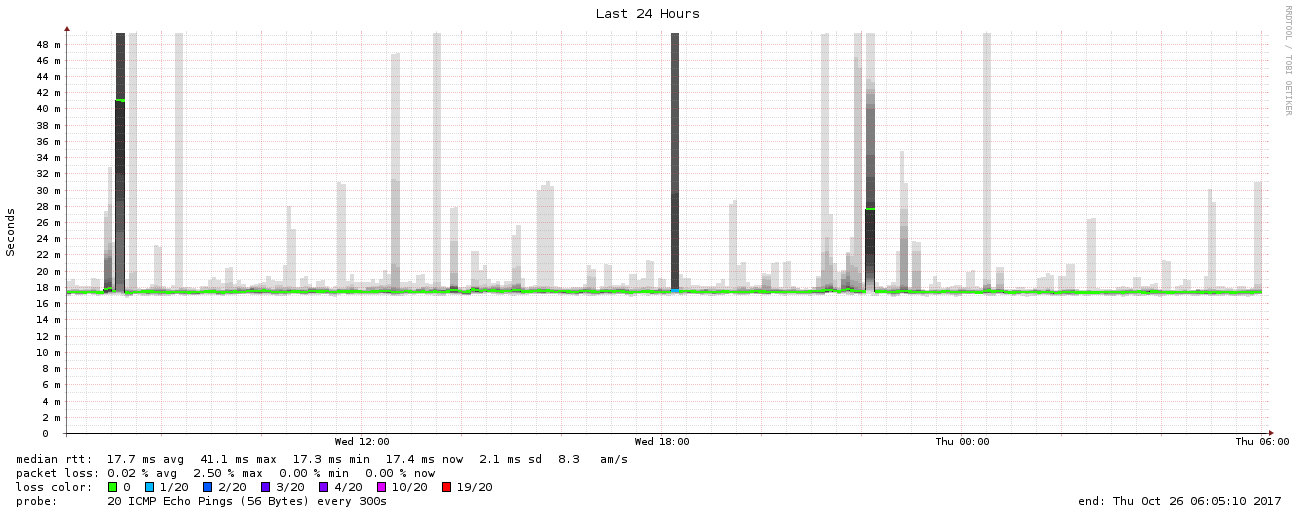 Last 24 Hours
RRDTOOL / TOBI OETIKER
Seconds
48 m
46 m
44 m
42 m
40 m
38 m
36 m
34 m
32 m
30 m
28 m
26 m
24 m
22 m
20 m
18 m
16 m
14 m
12 m
10 m
8 m
6 m
4 m
2 m
0
Wed 12:00 Wed 18:00 Thu 00:00 Thu 06:00
median rtt: 17.7 ms avg 41.1 ms max 17.3 ms min 17.4 ms now 2.1 ms sd 8.3 am/s
packet loss: 0.02 % avg 2.50 % max 0.00 % min 0.00 % now
loss color: 0 1/20 2/20 3/20 4/20 10/20 19/20
probe: 20 ICMP Echo Pings (56 Bytes) every 300s end: Thu Oct 26 06:05:10 2017